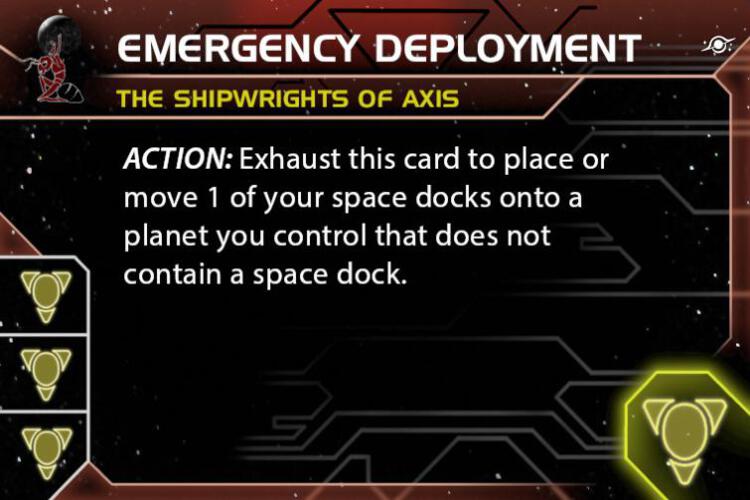 EMERGENCY DEPLOYMENT
THE SHIPWRIGHTS OF AXIS
ACTION: Exhaust this card to place or
move 1 of your space docks onto a
planet you control that does not
contain a space dock.